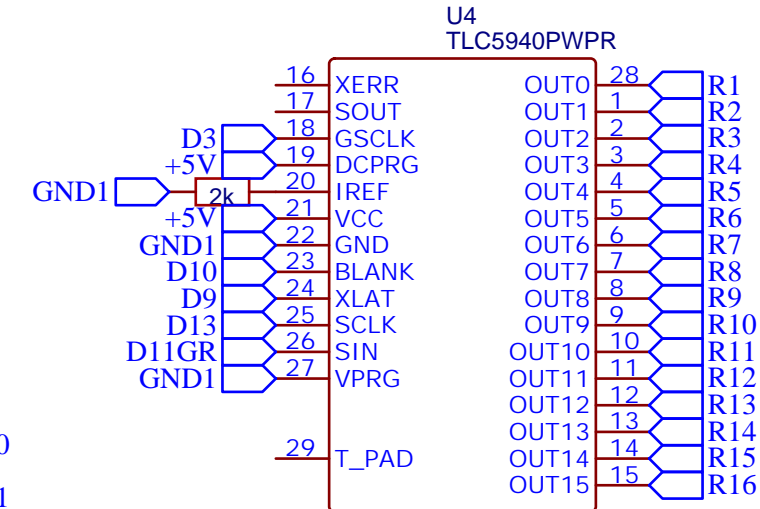 U4
TLC5940PWPR
16 XERR OUT0 28 R1
17 SOUT OUT1 1 R2
D3 18 GSCLK OUT2 2 R3
+5V 19 DCPRG OUT3 3 R4
GND1 2k 20 IREF OUT4 4 R5
+5V 21 VCC OUT5 5 R6
GND1 22 GND OUT6 6 R7
D10 23 BLANK OUT7 7 R8
D9 24 XLAT OUT8 8 R9
D13 25 SCLK OUT9 9 R10
D11GR 26 SIN OUT10 10 R11
GND1 27 VPRG OUT11 11 R12
OUT12 12 R13
0 OUT13 13 R14
29 T_PAD OUT14 14 R15
1 OUT15 15 R16